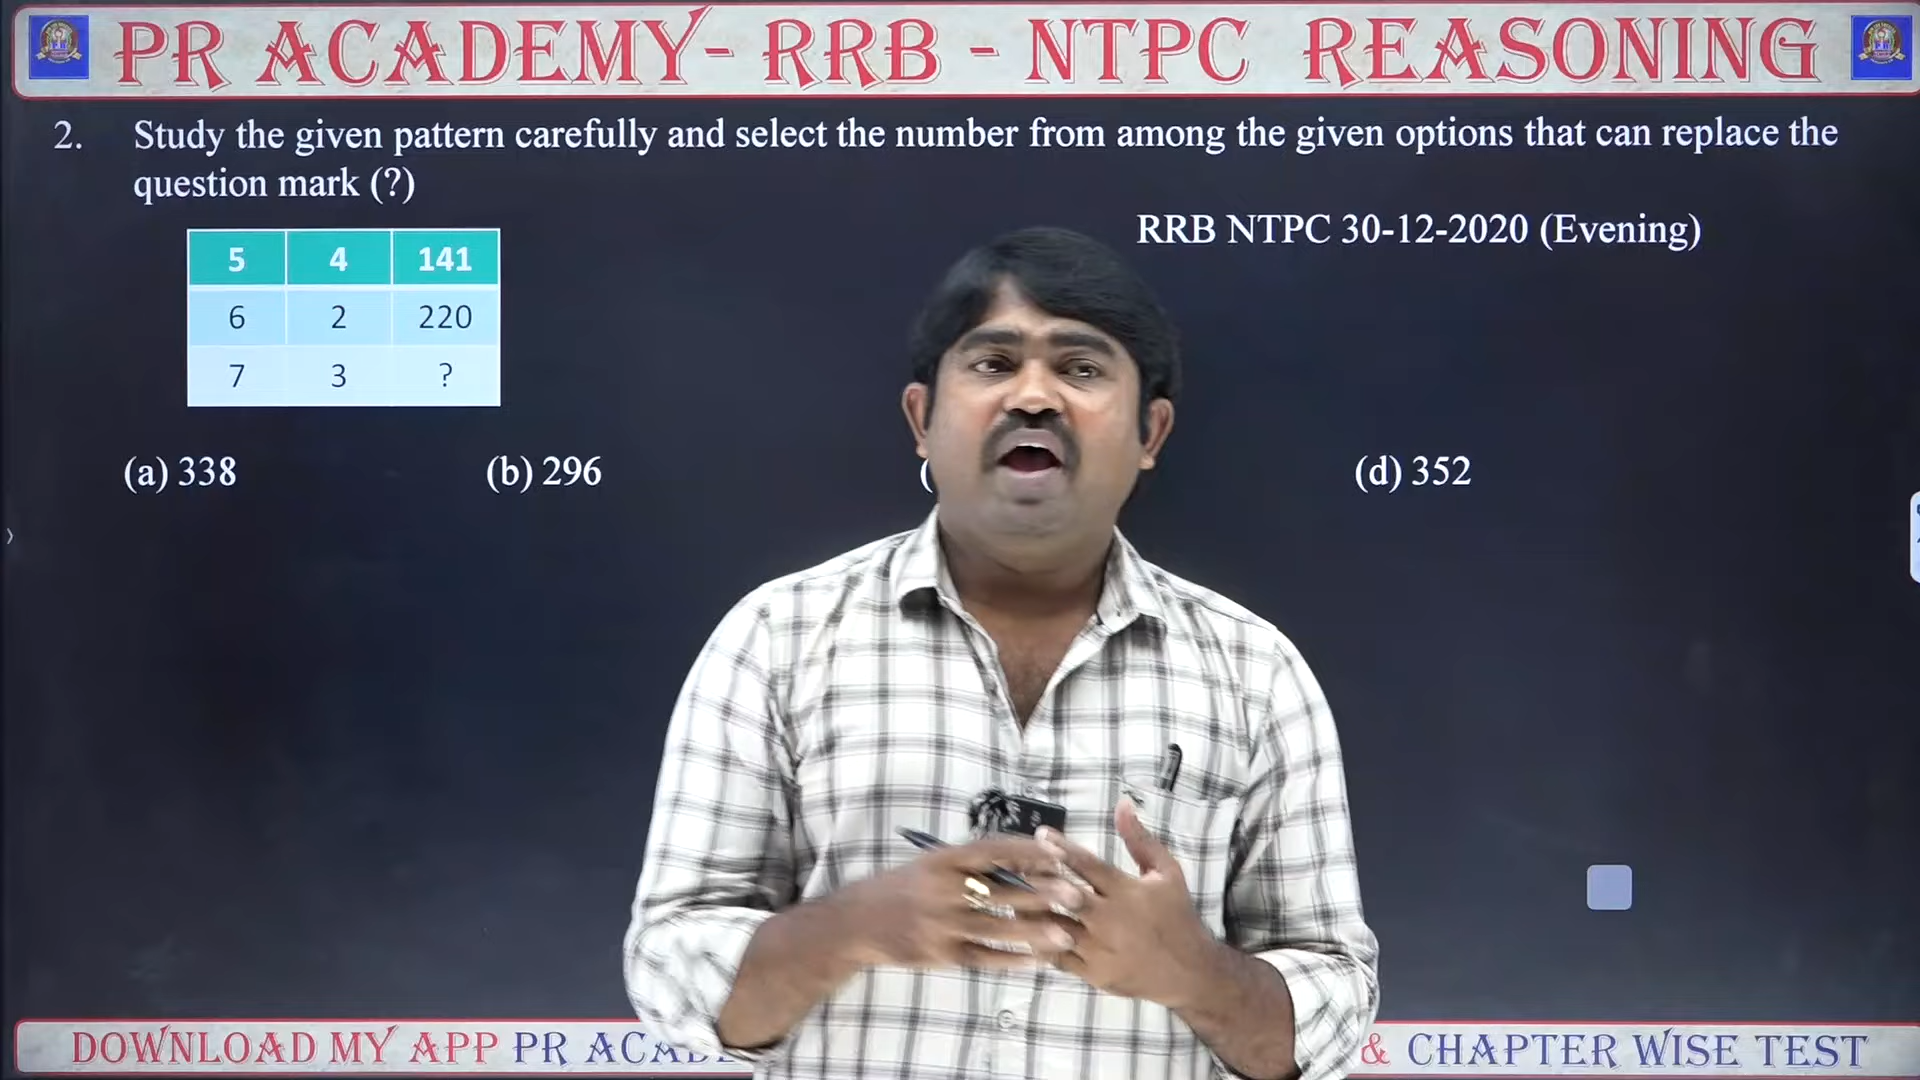 PR ACADEMY- RRB - NTPC REASONING
2. Study the given pattern carefully and select the number from among the given options that can replace the
question mark (?)
RRB NTPC 30-12-2020 (Evening)
5 4 141
6 2 220
7 3 ?
(a) 338 (b) 296 (d) 352
DOWNLOAD MY APP PR & CHAPTER WISE TEST